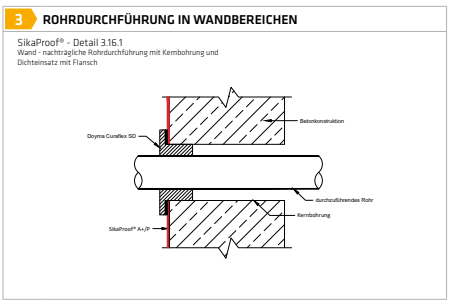 3 ROHRDURCHFÜHRUNG IN WANDBEREICHEN
SikaProof® - Detail 3.16.1
Wand - nachträgliche Rohrdurchführung mit Kernbohrung und
Dichteinsatz mit Flansch
Betonkonstruktion
Doyma Curaflex SD
durchzuführendes Rohr
Kernbohrung
SikaProof® A+/P